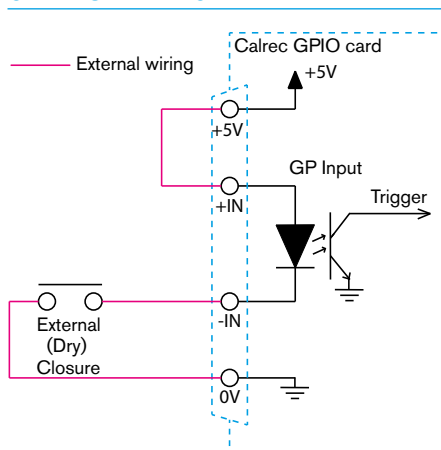 Calrec GPIO card
External wiring
+5V
+5V
GP Input
+IN
Trigger
-IN
External
(Dry)
Closure
0V